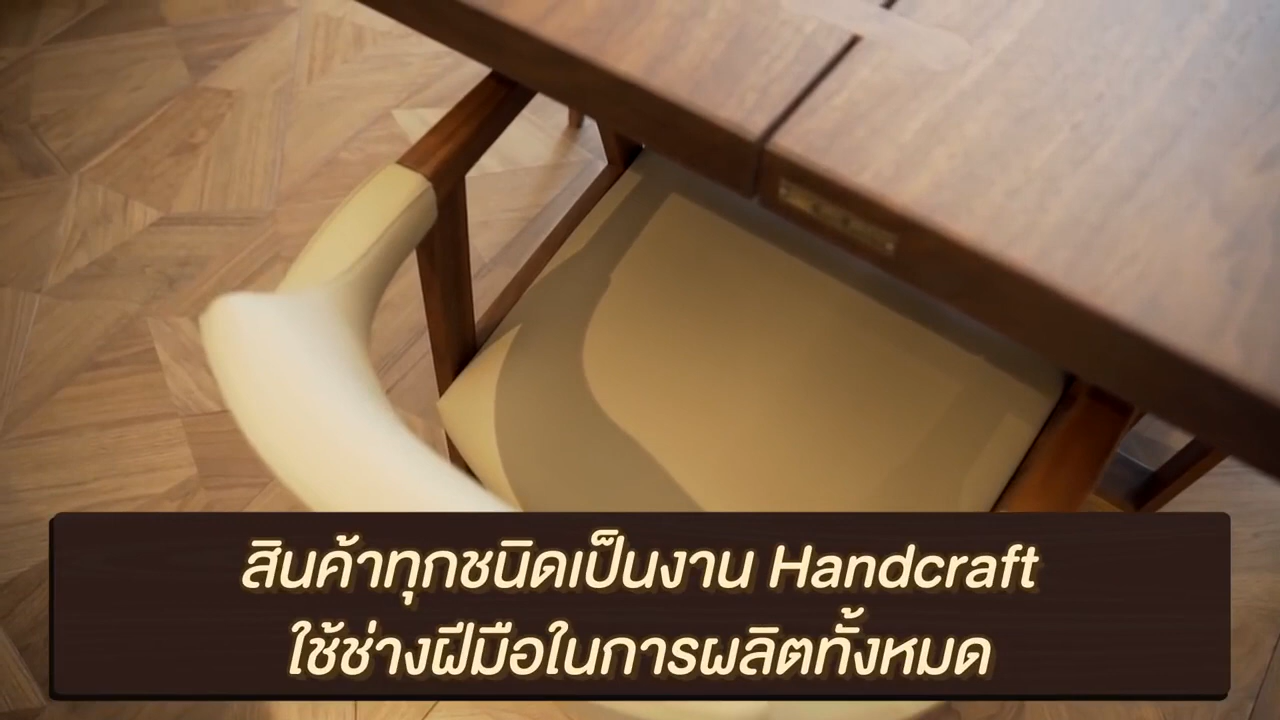 สินค้าทุกชนิดเป็นงาน Handcraft
ใช้ช่างฝีมือในการผลิตทั้งหมด